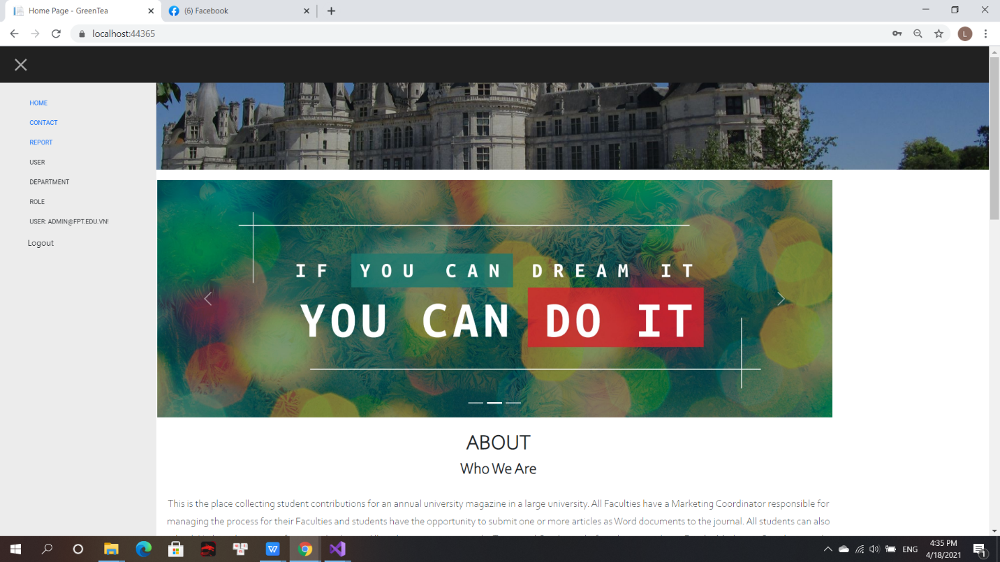 Home Page - GreenTea
(6) Facebook
localhost:44365
L
HOME
CONTACT
REPORT
USER
DEPARTMENT
ROLE
USER: ADMIN@FPT.EDU.VN!
Logout
IF YOU CAN DREAM IT
YOU CAN DO IT
ABOUT
Who We Are
This is the place collecting student contributions for an annual university magazine in a large university. All Faculties have a Marketing Coordinator responsible for
managing the process for their Faculties and students have the opportunity to submit one or more articles as Word documents to the journal. All students can also
ENG
4:35 PM
4/18/2021
1